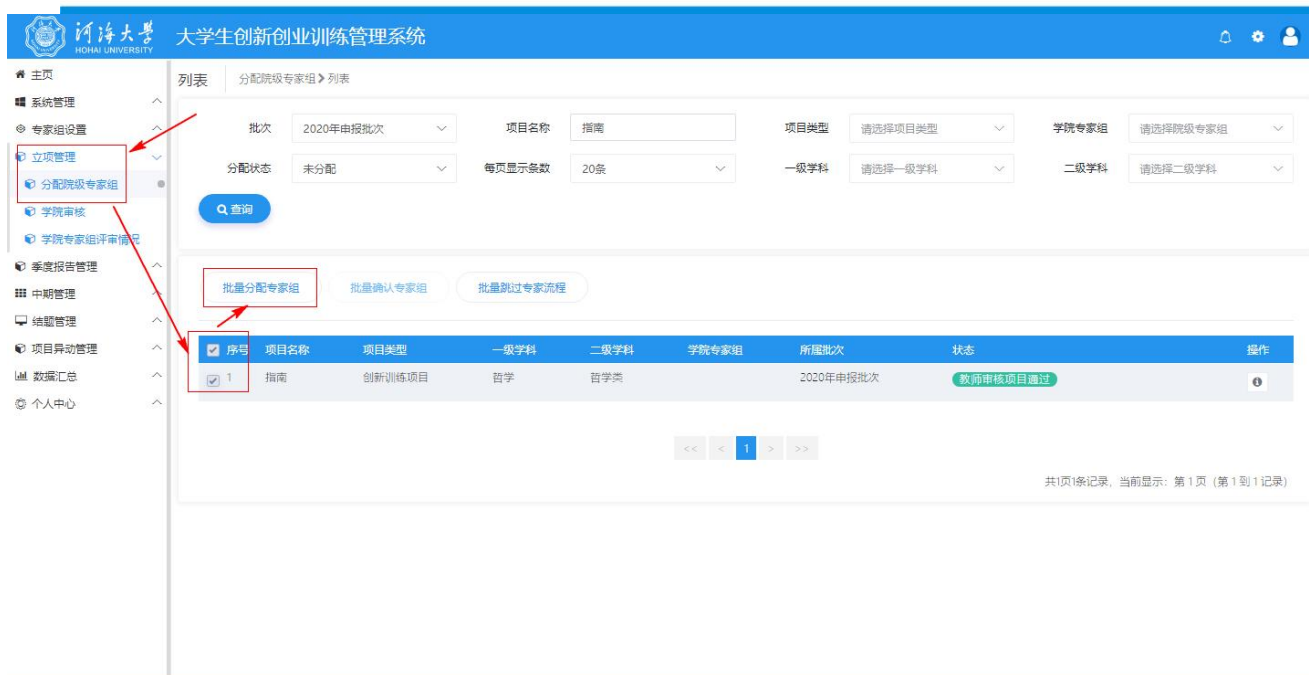 河海大学
HOHAI UNIVERSITY
大学生创新创业训练管理系统
主页
系统管理
专家组设置
立项管理
分配院级专家组
学院审核
学院专家组评审情况
季度报告管理
中期管理
结题管理
项目异动管理
数据汇总
个人中心
列表 分配院级专家组 > 列表
批次 2020年申报批次 项目名称 指南 项目类型 请选择项目类型 学院专家组 请选择院级专家组
分配状态 未分配 每页显示条数 20条 一级学科 请选择一级学科 二级学科 请选择二级学科
查询
批量分配专家组 批量确认专家组 批量跳过专家流程
序号 项目名称 项目类型 一级学科 二级学科 学院专家组 所属批次 状态 操作
1 指南 创新训练项目 哲学 哲学类 2020年申报批次 教师审核项目通过
<< < 1 > >>
共1页1条记录, 当前显示: 第 1 页 (第 1 到 1 记录)